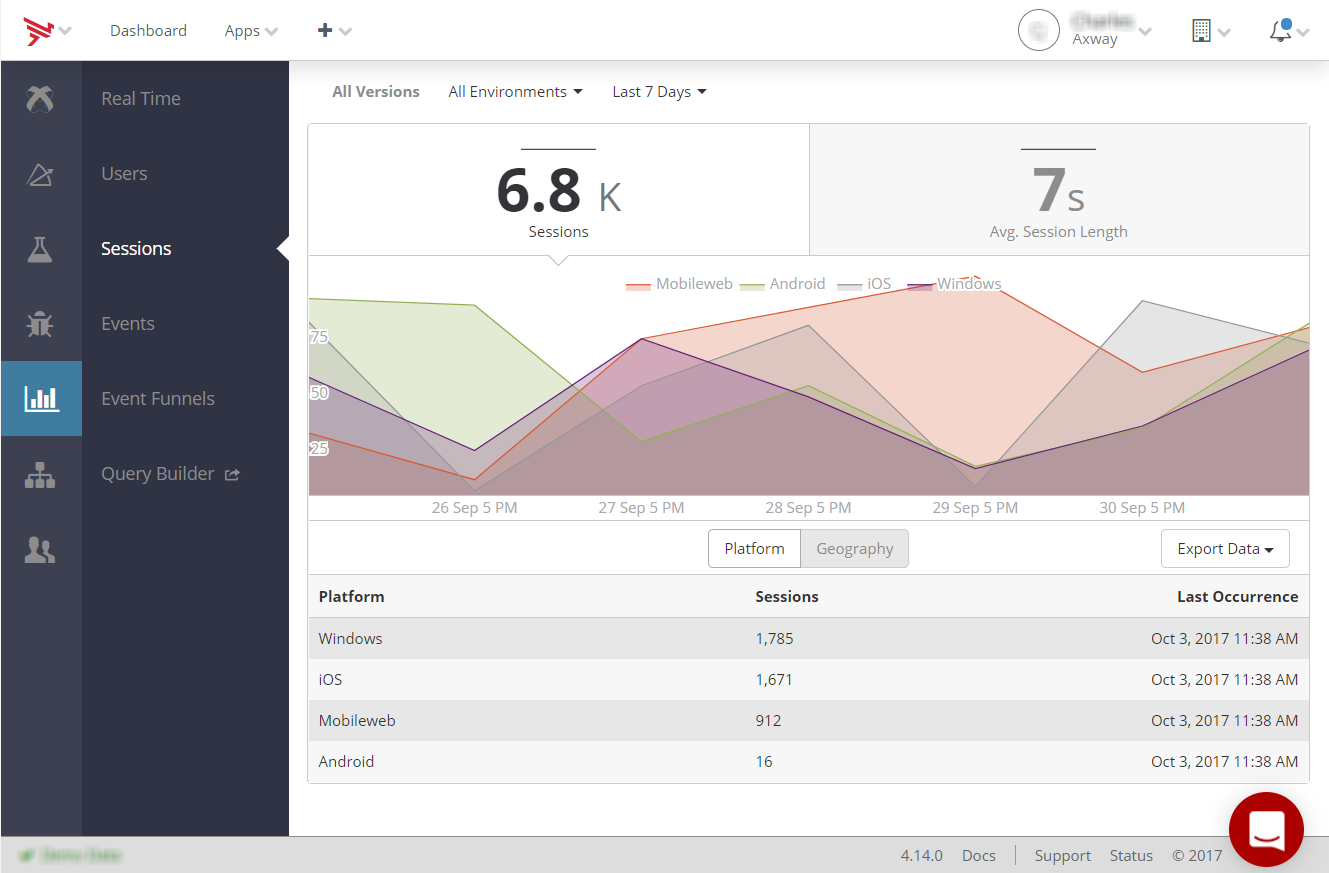 Dashboard Apps
Axway
Real Time
Users
Sessions
Events
Event Funnels
Query Builder
All Versions All Environments Last 7 Days
6.8 K
Sessions
7s
Avg. Session Length
Mobileweb Android iOS Windows
75
50
25
26 Sep 5 PM 27 Sep 5 PM 28 Sep 5 PM 29 Sep 5 PM 30 Sep 5 PM
Platform Geography Export Data
Platform Sessions Last Occurrence
Windows 1,785 Oct 3, 2017 11:38 AM
iOS 1,671 Oct 3, 2017 11:38 AM
Mobileweb 912 Oct 3, 2017 11:38 AM
Android 16 Oct 3, 2017 11:38 AM
4.14.0 Docs Support Status © 2017